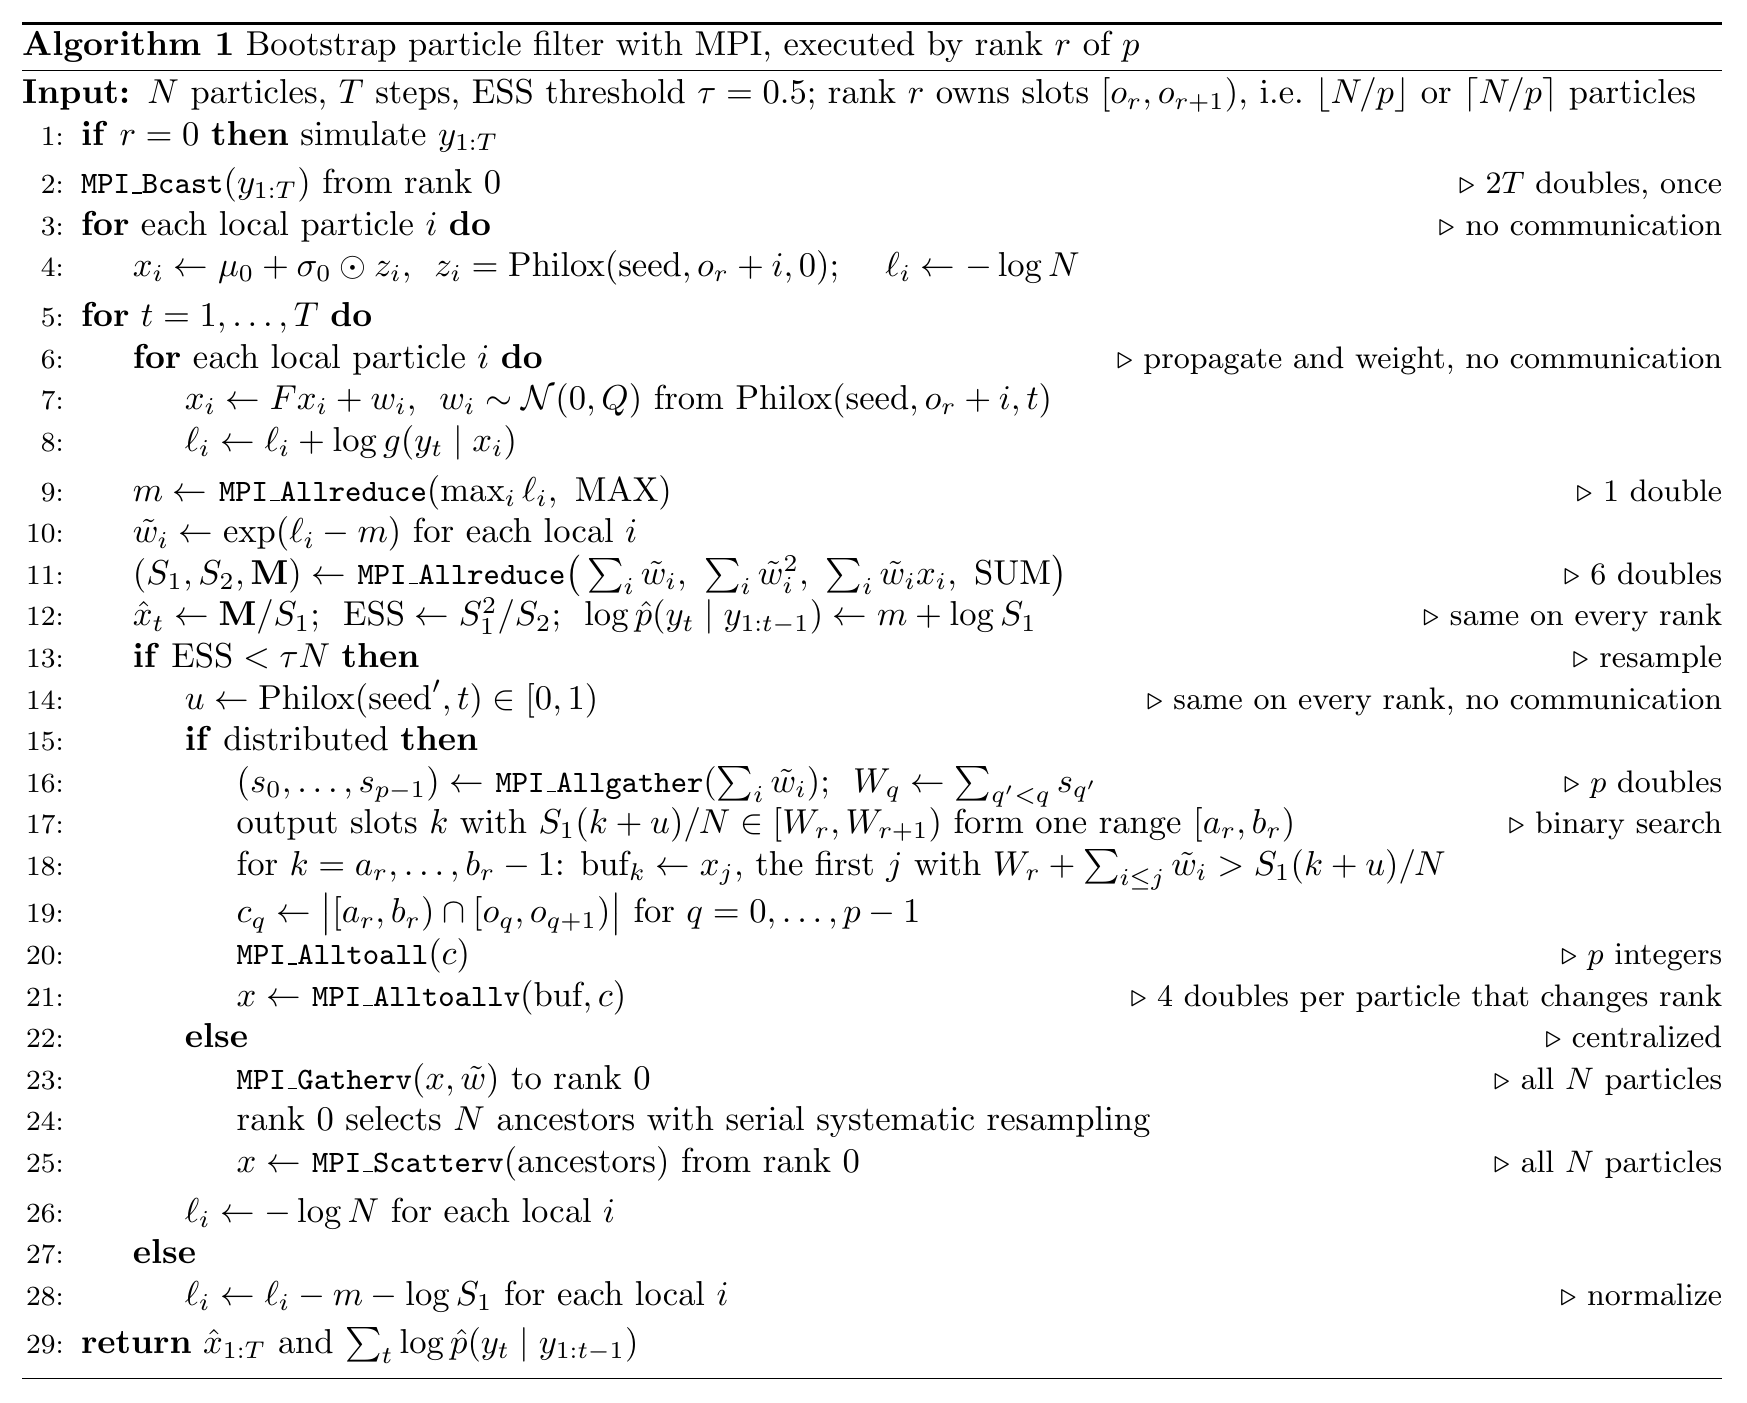 Algorithm 1 Bootstrap particle filter with MPI, executed by rank r of p
Input: N particles, T steps, ESS threshold τ = 0.5; rank r owns slots [o_r, o_{r+1}), i.e. ⌊N/p⌋ or ⌈N/p⌉ particles
1: if r = 0 then simulate y_{1:T}
2: MPI_Bcast(y_{1:T}) from rank 0 ▷ 2T doubles, once
3: for each local particle i do ▷ no communication
4: x_i ← μ_0 + σ_0 ⊙ z_i, z_i = Philox(seed, o_r + i, 0); ℓ_i ← − log N
5: for t = 1, . . . , T do
6: for each local particle i do ▷ propagate and weight, no communication
7: x_i ← F x_i + w_i, w_i ∼ 𝒩(0, Q) from Philox(seed, o_r + i, t)
8: ℓ_i ← ℓ_i + log g(y_t | x_i)
9: m ← MPI_Allreduce(max_i ℓ_i, MAX) ▷ 1 double
10: w̃_i ← exp(ℓ_i − m) for each local i
11: (S_1, S_2, M) ← MPI_Allreduce(∑_i w̃_i, ∑_i w̃_i^2, ∑_i w̃_i x_i, SUM) ▷ 6 doubles
12: x̂_t ← M/S_1; ESS ← S_1^2/S_2; log p̂(y_t | y_{1:t−1}) ← m + log S_1 ▷ same on every rank
13: if ESS < τN then ▷ resample
14: u ← Philox(seed′, t) ∈ [0, 1) ▷ same on every rank, no communication
15: if distributed then
16: (s_0, . . . , s_{p−1}) ← MPI_Allgather(∑_i w̃_i); W_q ← ∑_{q′<q} s_{q′} ▷ p doubles
17: output slots k with S_1(k + u)/N ∈ [W_r, W_{r+1}) form one range [a_r, b_r) ▷ binary search
18: for k = a_r, . . . , b_r − 1: buf_k ← x_j, the first j with W_r + ∑_{i≤j} w̃_i > S_1(k + u)/N
19: c_q ← |[a_r, b_r) ∩ [o_q, o_{q+1})| for q = 0, . . . , p − 1
20: MPI_Alltoall(c) ▷ p integers
21: x ← MPI_Alltoallv(buf, c) ▷ 4 doubles per particle that changes rank
22: else ▷ centralized
23: MPI_Gatherv(x, w̃) to rank 0 ▷ all N particles
24: rank 0 selects N ancestors with serial systematic resampling
25: x ← MPI_Scatterv(ancestors) from rank 0 ▷ all N particles
26: ℓ_i ← − log N for each local i
27: else
28: ℓ_i ← ℓ_i − m − log S_1 for each local i ▷ normalize
29: return x̂_{1:T} and ∑_t log p̂(y_t | y_{1:t−1})